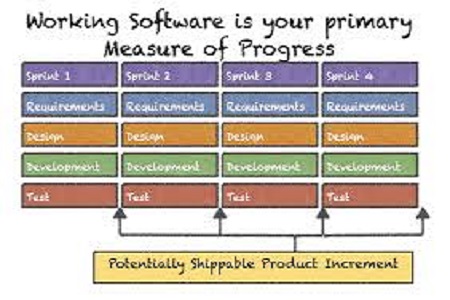 Working Software is your primary
Measure of Progress
Sprint 1 Sprint 2 Sprint 3 Sprint 4
Requirements Requirements Requirements Requirements
Design Design Design Design
Development Development Development Development
Test Test Test Test
Potentially Shippable Product Increment